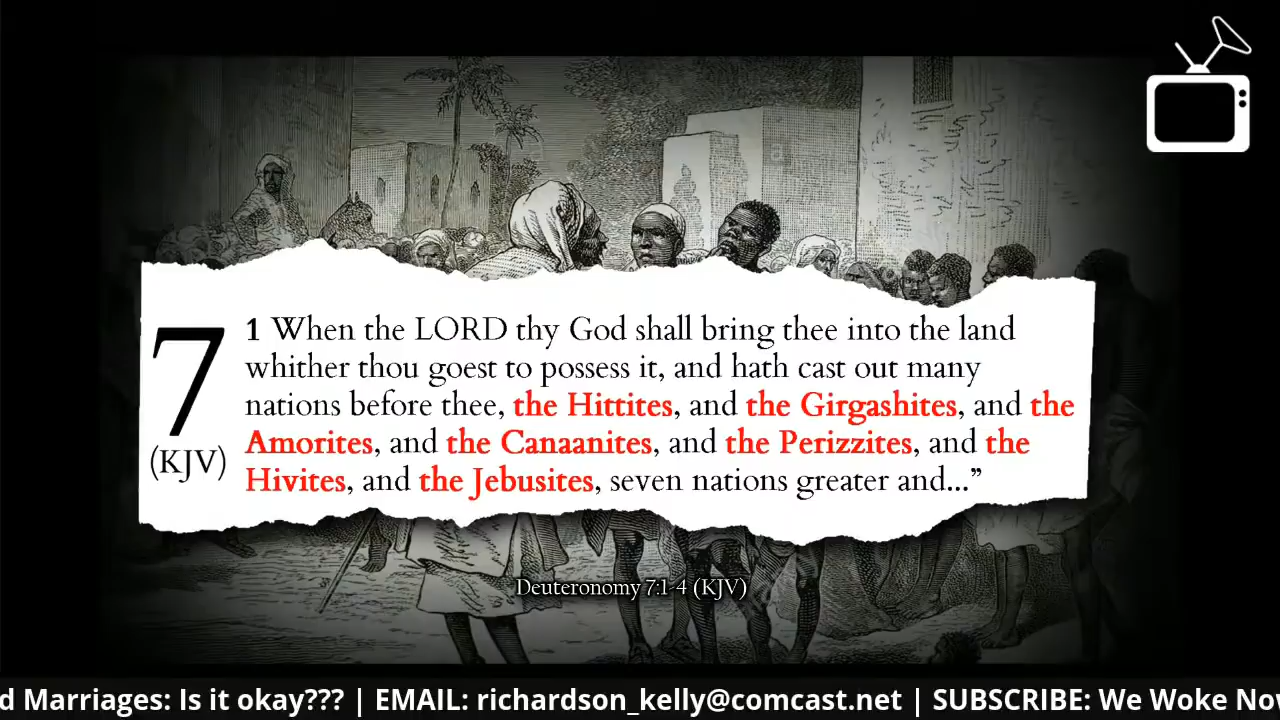 7
(KJV)
1 When the LORD thy God shall bring thee into the land
whither thou goest to possess it, and hath cast out many
nations before thee, the Hittites, and the Girgashites, and the
Amorites, and the Canaanites, and the Perizzites, and the
Hivites, and the Jebusites, seven nations greater and...”
Deuteronomy 7:1-4 (KJV)
d Marriages: Is it okay??? | EMAIL: richardson_kelly@comcast.net | SUBSCRIBE: We Woke Now